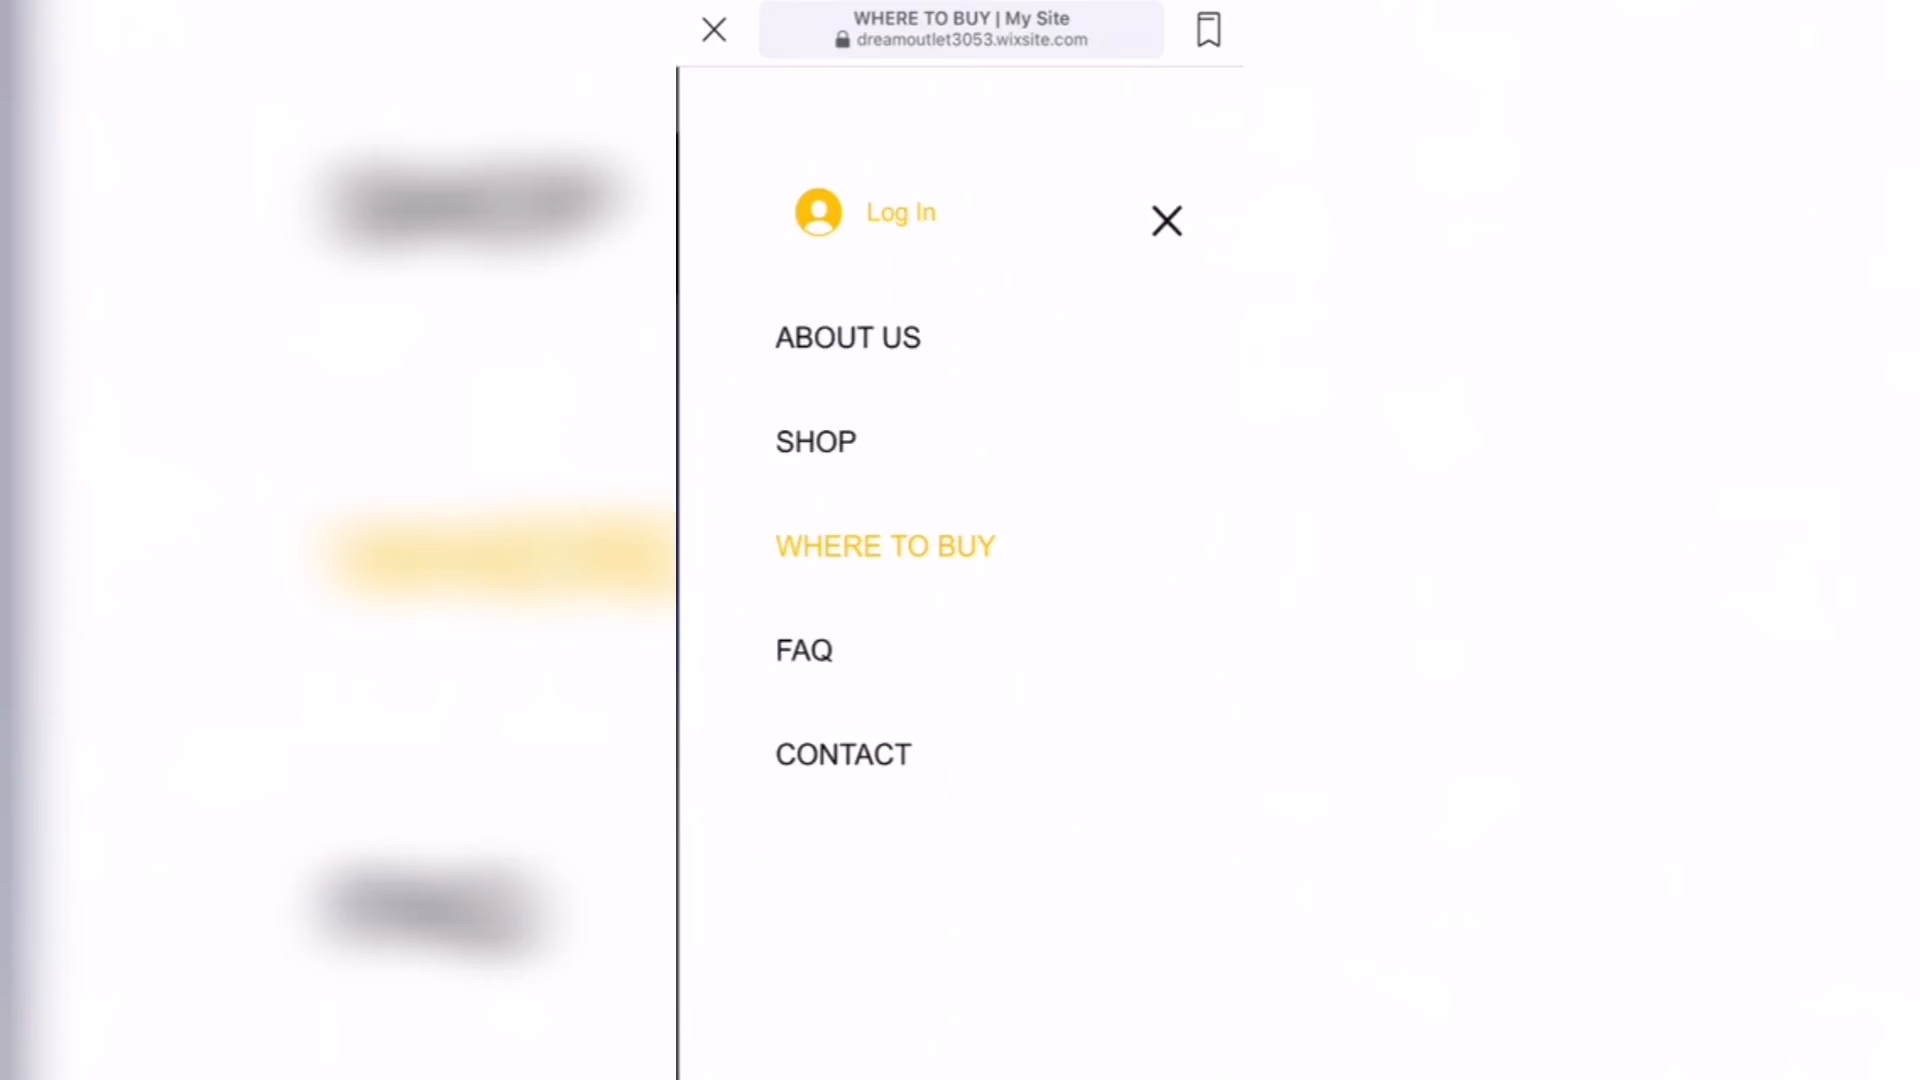 WHERE TO BUY | My Site
dreamoutlet3053.wixsite.com
Log In
ABOUT US
SHOP
WHERE TO BUY
FAQ
CONTACT